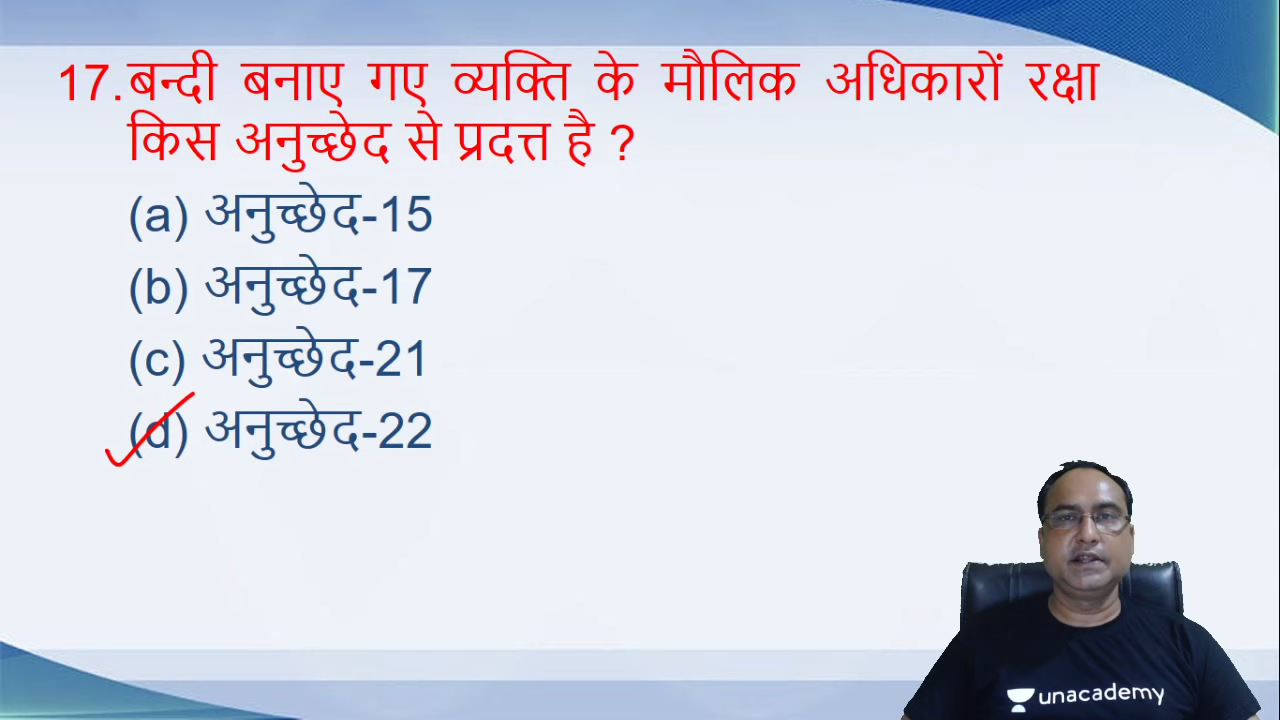 17. बन्दी बनाए गए व्यक्ति के मौलिक अधिकारों रक्षा
किस अनुच्छेद से प्रदत्त है ?
(a) अनुच्छेद-15
(b) अनुच्छेद-17
(c) अनुच्छेद-21
(d) अनुच्छेद-22
unacademy